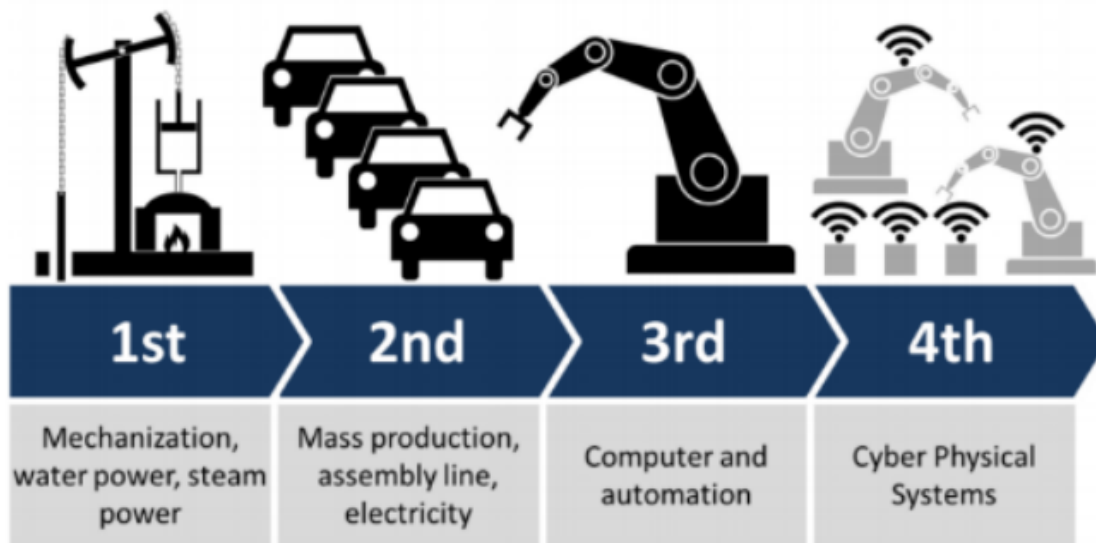 1st
2nd
3rd
4th
Mechanization,
water power, steam
power
Mass production,
assembly line,
electricity
Computer and
automation
Cyber Physical
Systems